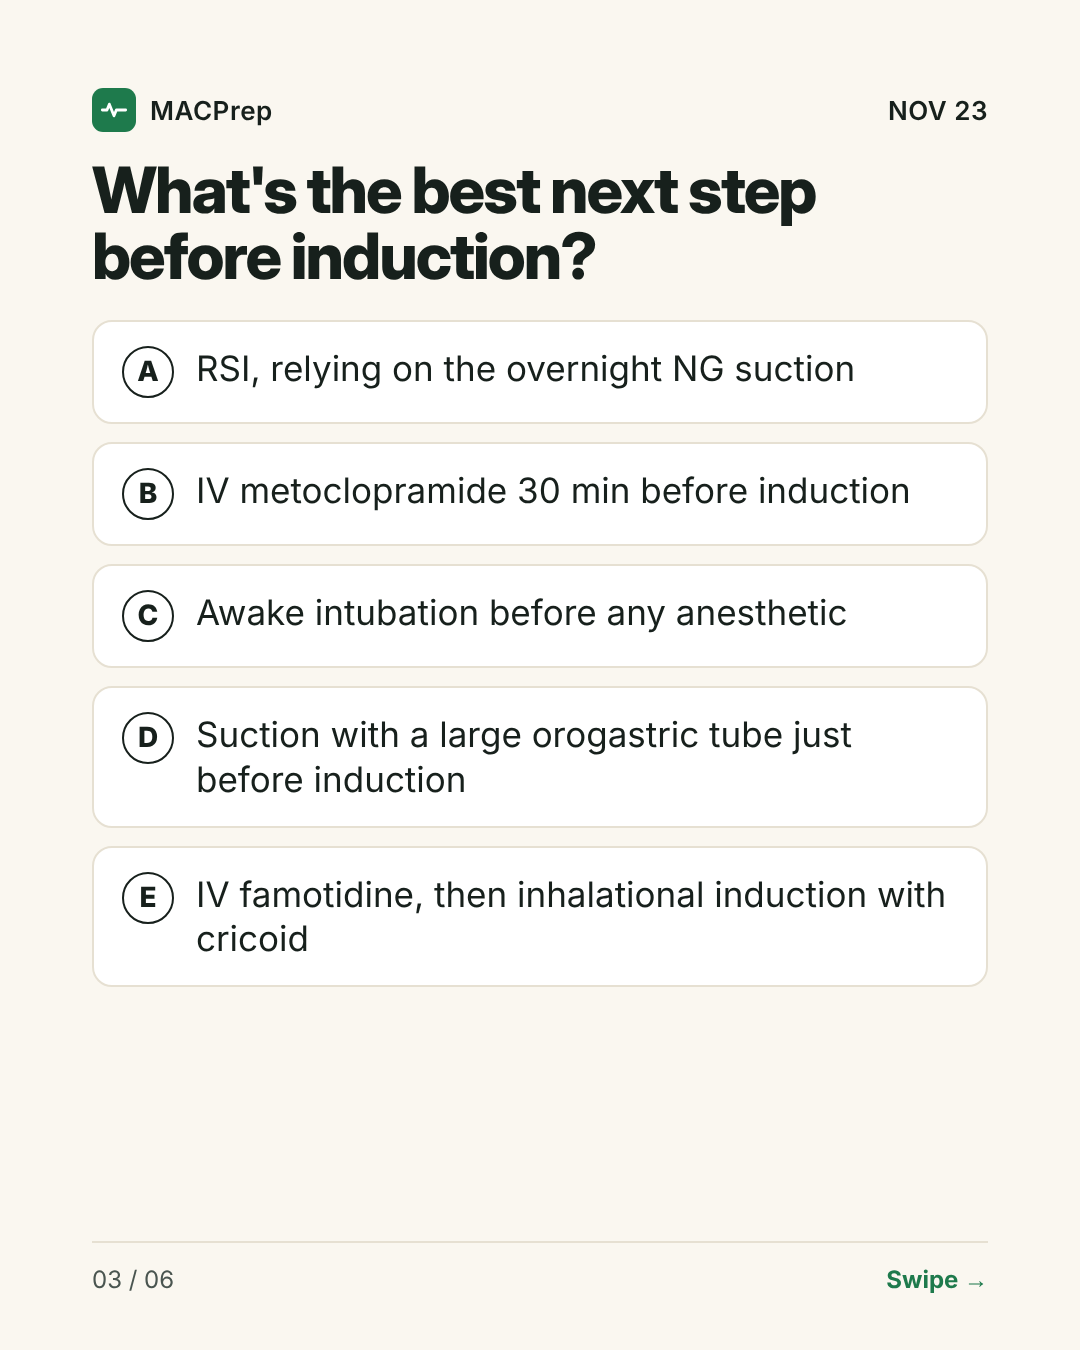 MACPrep
NOV 23
What's the best next step
before induction?
A RSI, relying on the overnight NG suction
B IV metoclopramide 30 min before induction
C Awake intubation before any anesthetic
D Suction with a large orogastric tube just
before induction
E IV famotidine, then inhalational induction with
cricoid
03 / 06
Swipe →